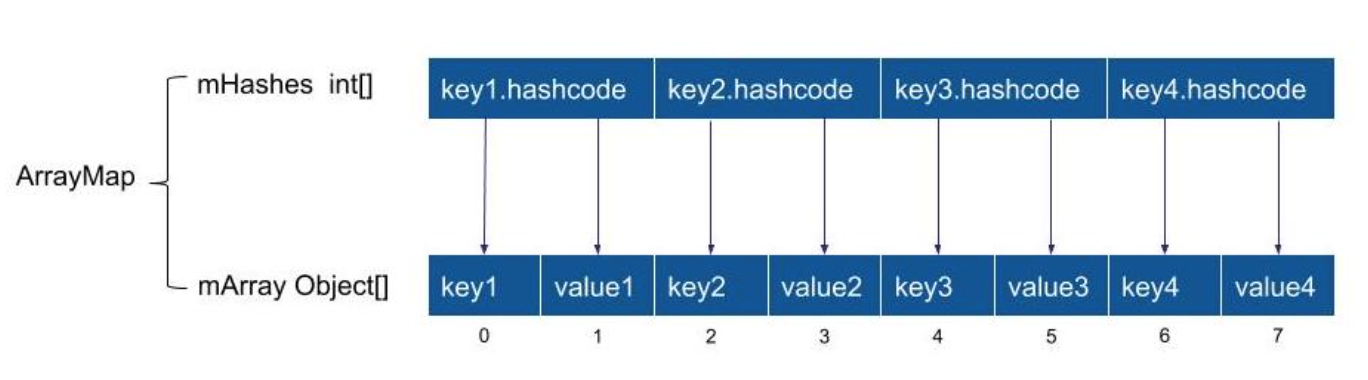 mHashes int[]
key1.hashcode key2.hashcode key3.hashcode key4.hashcode
ArrayMap
mArray Object[]
key1 value1 key2 value2 key3 value3 key4 value4
0 1 2 3 4 5 6 7